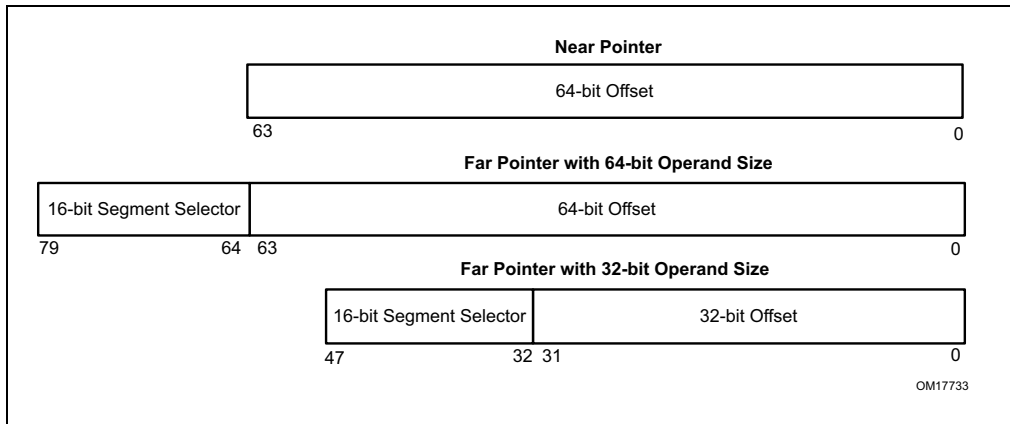 Near Pointer
64-bit Offset
63 0
Far Pointer with 64-bit Operand Size
16-bit Segment Selector 64-bit Offset
79 64 63 0
Far Pointer with 32-bit Operand Size
16-bit Segment Selector 32-bit Offset
47 32 31 0
OM17733